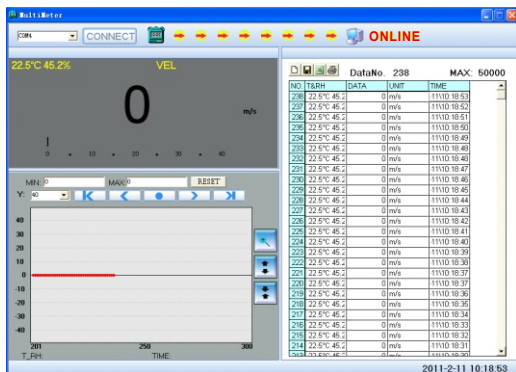 MultiMeter
COM4 CONNECT ONLINE
22.5°C 45.2% VEL
0
m/s
0 10 20 30 40
MIN: 0 MAX: 0 RESET
Y: 40
40
30
20
10
0
-10
-20
-30
-40
201 250 300
T_RH: TIME:
DataNo. 238 MAX: 50000
NO. T&RH DATA UNIT TIME
238 22.5°C 45.2 0 m/s -11\10:18:53
237 22.5°C 45.2 0 m/s -11\10:18:52
236 22.5°C 45.2 0 m/s -11\10:18:51
235 22.5°C 45.2 0 m/s -11\10:18:50
234 22.5°C 45.2 0 m/s -11\10:18:49
233 22.5°C 45.2 0 m/s -11\10:18:48
232 22.5°C 45.2 0 m/s -11\10:18:48
231 22.5°C 45.2 0 m/s -11\10:18:47
230 22.5°C 45.2 0 m/s -11\10:18:46
229 22.5°C 45.2 0 m/s -11\10:18:45
228 22.5°C 45.2 0 m/s -11\10:18:44
227 22.5°C 45.2 0 m/s -11\10:18:43
226 22.5°C 45.2 0 m/s -11\10:18:42
225 22.5°C 45.2 0 m/s -11\10:18:41
224 22.5°C 45.2 0 m/s -11\10:18:40
223 22.5°C 45.2 0 m/s -11\10:18:39
222 22.5°C 45.2 0 m/s -11\10:18:38
221 22.5°C 45.2 0 m/s -11\10:18:37
220 22.5°C 45.2 0 m/s -11\10:18:37
219 22.5°C 45.2 0 m/s -11\10:18:36
218 22.5°C 45.2 0 m/s -11\10:18:35
217 22.5°C 45.2 0 m/s -11\10:18:34
216 22.5°C 45.2 0 m/s -11\10:18:33
215 22.5°C 45.2 0 m/s -11\10:18:32
214 22.5°C 45.2 0 m/s -11\10:18:31
2011-2-11 10:18:53